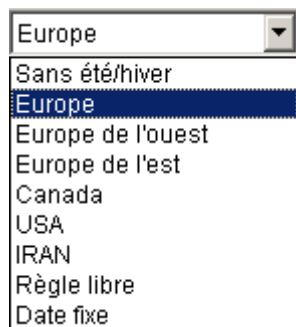 Europe
Sans été/hiver
Europe
Europe de l'ouest
Europe de l'est
Canada
USA
IRAN
Règle libre
Date fixe